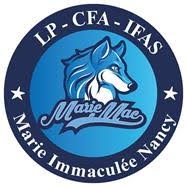 LP - CFA - IFAS
Marie Mac
Marie Immaculée Nancy